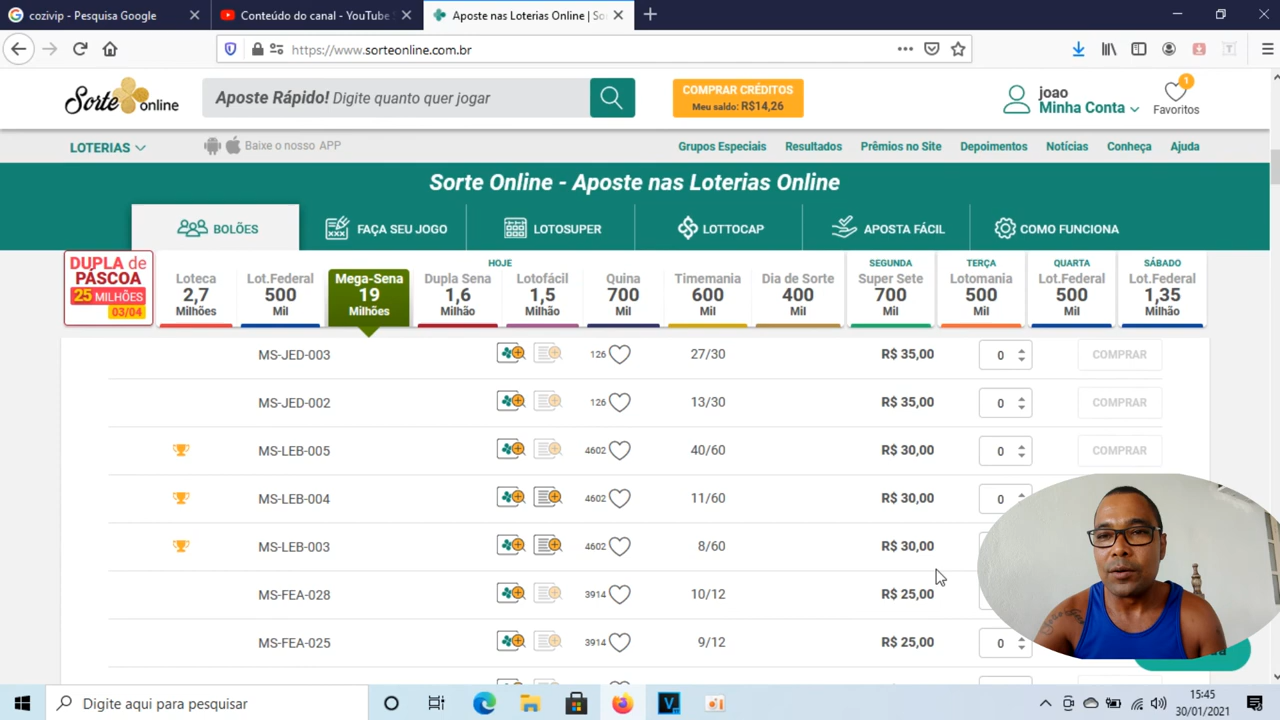 cozivip - Pesquisa Google
Conteúdo do canal - YouTube
Aposte nas Loterias Online | So
https://www.sorteonline.com.br
Sorte online
Aposte Rápido! Digite quanto quer jogar
COMPRAR CRÉDITOS
Meu saldo: R$14,26
joao
Minha Conta
1
Favoritos
LOTERIAS
Baixe o nosso APP
Grupos Especiais
Resultados
Prêmios no Site
Depoimentos
Notícias
Conheça
Ajuda
Sorte Online - Aposte nas Loterias Online
BOLÕES
FAÇA SEU JOGO
LOTOSUPER
LOTTOCAP
APOSTA FÁCIL
COMO FUNCIONA
DUPLA de
PÁSCOA
25 MILHÕES
03/04
HOJE
Loteca
2,7
Milhões
Lot.Federal
500
Mil
Mega-Sena
19
Milhões
Dupla Sena
1,6
Milhão
Lotofácil
1,5
Milhão
Quina
700
Mil
Timemania
600
Mil
Dia de Sorte
400
Mil
SEGUNDA
Super Sete
700
Mil
TERÇA
Lotomania
500
Mil
QUARTA
Lot.Federal
500
Mil
SÁBADO
Lot.Federal
1,35
Milhão
MS-JED-003 126 27/30 R$ 35,00 0 COMPRAR
MS-JED-002 126 13/30 R$ 35,00 0 COMPRAR
MS-LEB-005 4602 40/60 R$ 30,00 0 COMPRAR
MS-LEB-004 4602 11/60 R$ 30,00 0
MS-LEB-003 4602 8/60 R$ 30,00
MS-FEA-028 3914 10/12 R$ 25,00
MS-FEA-025 3914 9/12 R$ 25,00 0
Digite aqui para pesquisar
15:45
30/01/2021